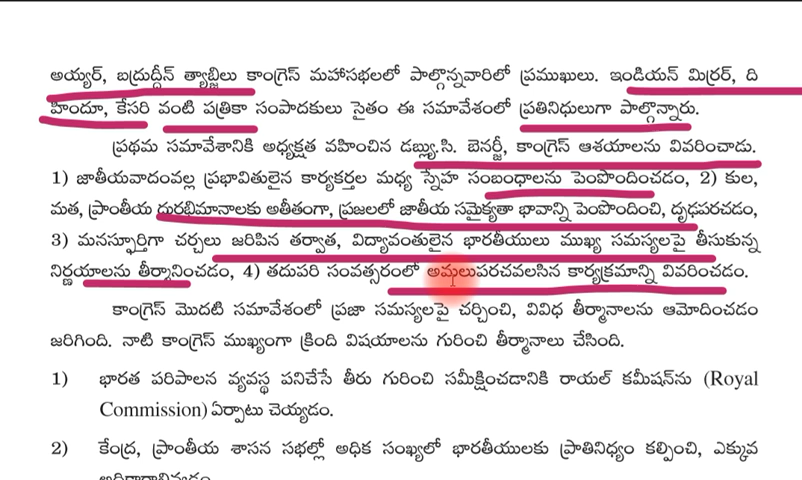 అయ్యర్, బద్రుద్దీన్ త్యాబ్జీలు కాంగ్రెస్ మహాసభలలో పాల్గొన్నవారిలో ప్రముఖులు. ఇండియన్ మిర్రర్, ది
హిందూ, కేసరి వంటి పత్రికా సంపాదకులు సైతం ఈ సమావేశంలో ప్రతినిధులుగా పాల్గొన్నారు.
ప్రథమ సమావేశానికి అధ్యక్షత వహించిన డబ్ల్యు.సి. బెనర్జీ, కాంగ్రెస్ ఆశయాలను వివరించాడు.
1) జాతీయవాదంవల్ల ప్రభావితులైన కార్యకర్తల మధ్య స్నేహ సంబంధాలను పెంపొందించడం, 2) కుల,
మత, ప్రాంతీయ దురభిమానాలకు అతీతంగా, ప్రజలలో జాతీయ సమైక్యతా భావాన్ని పెంపొందించి, దృఢపరచడం,
3) మనస్ఫూర్తిగా చర్చలు జరిపిన తర్వాత, విద్యావంతులైన భారతీయులు ముఖ్య సమస్యలపై తీసుకున్న
నిర్ణయాలను తీర్మానించడం, 4) తదుపరి సంవత్సరంలో అమలుపరచవలసిన కార్యక్రమాన్ని వివరించడం.
కాంగ్రెస్ మొదటి సమావేశంలో ప్రజా సమస్యలపై చర్చించి, వివిధ తీర్మానాలను ఆమోదించడం
జరిగింది. నాటి కాంగ్రెస్ ముఖ్యంగా క్రింది విషయాలను గురించి తీర్మానాలు చేసింది.
1) భారత పరిపాలన వ్యవస్థ పనిచేసే తీరు గురించి సమీక్షించడానికి రాయల్ కమీషన్‌ను (Royal
Commission) ఏర్పాటు చెయ్యడం.
2) కేంద్ర, ప్రాంతీయ శాసన సభల్లో అధిక సంఖ్యలో భారతీయులకు ప్రాతినిధ్యం కల్పించి, ఎక్కువ